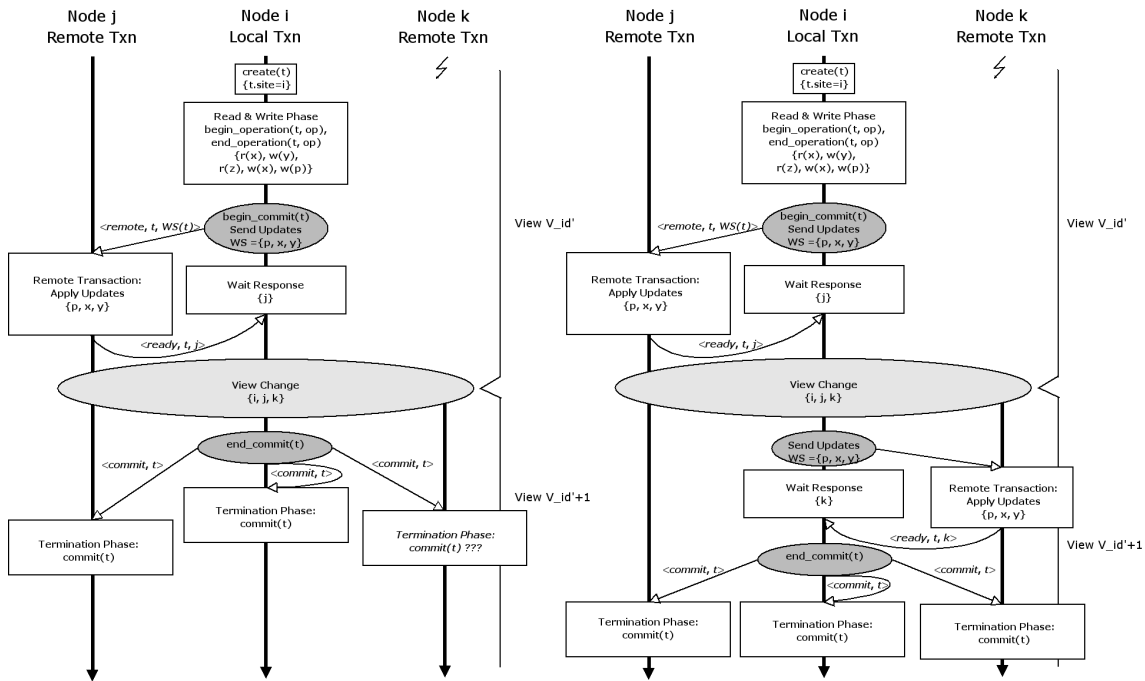 Node j
Remote Txn
Node i
Local Txn
Node k
Remote Txn
create(t)
{t.site=i}
Read & Write Phase
begin_operation(t, op),
end_operation(t, op)
{r(x), w(y),
r(z), w(x), w(p)}
<remote, t, WS(t)>
begin_commit(t)
Send Updates
WS ={p, x, y}
View V_id'
Remote Transaction:
Apply Updates
{p, x, y}
Wait Response
{j}
<ready, t, j>
View Change
{i, j, k}
end_commit(t)
<commit, t>
<commit, t>
<commit, t>
View V_id'+1
Termination Phase:
commit(t)
Termination Phase:
commit(t)
Termination Phase:
commit(t) ???
Node j
Remote Txn
Node i
Local Txn
Node k
Remote Txn
create(t)
{t.site=i}
Read & Write Phase
begin_operation(t, op),
end_operation(t, op)
{r(x), w(y),
r(z), w(x), w(p)}
<remote, t, WS(t)>
begin_commit(t)
Send Updates
WS ={p, x, y}
View V_id'
Remote Transaction:
Apply Updates
{p, x, y}
Wait Response
{j}
<ready, t, j>
View Change
{i, j, k}
Send Updates
WS ={p, x, y}
Wait Response
{k}
Remote Transaction:
Apply Updates
{p, x, y}
<ready, t, k>
View V_id'+1
end_commit(t)
<commit, t>
<commit, t>
<commit, t>
Termination Phase:
commit(t)
Termination Phase:
commit(t)
Termination Phase:
commit(t)